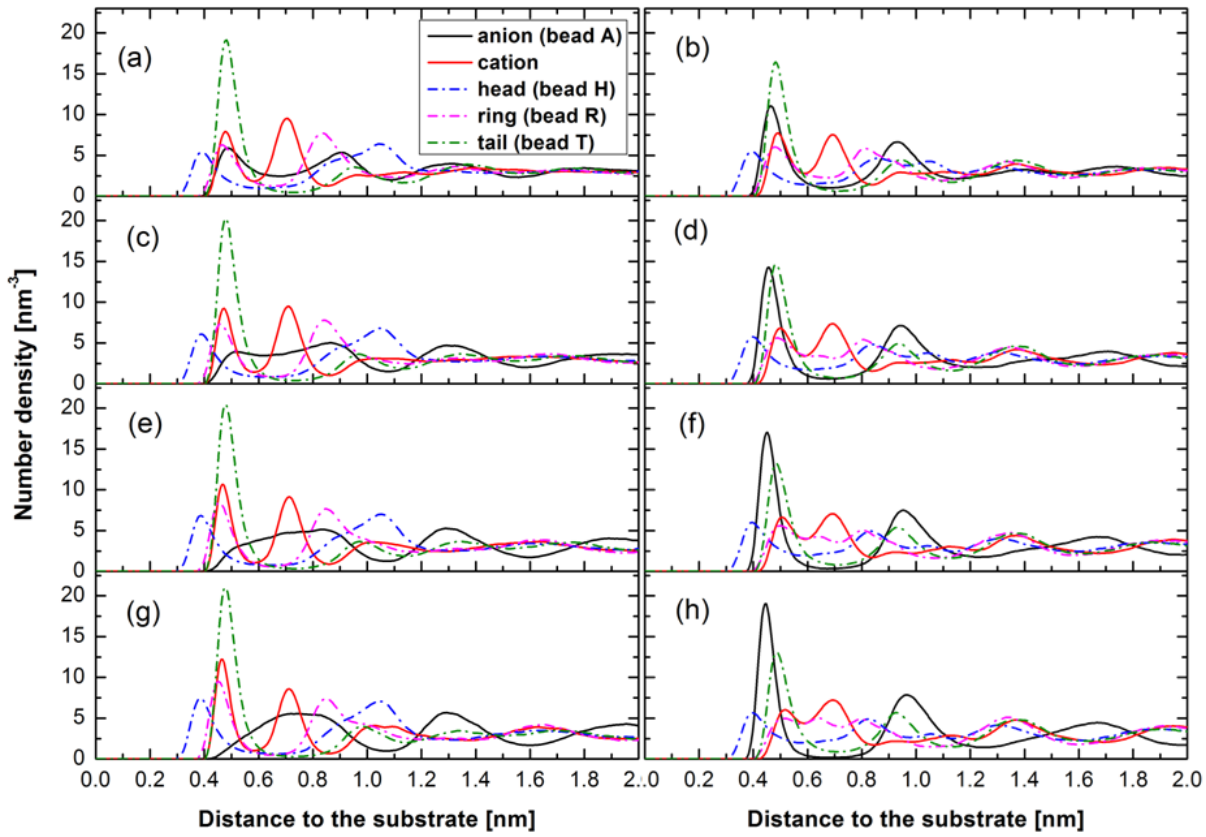 (a)
anion (bead A)
cation
head (bead H)
ring (bead R)
tail (bead T)
(b)
20
15
10
5
0
(c)
(d)
20
15
10
5
0
(e)
(f)
20
15
10
5
0
(g)
(h)
20
15
10
5
0
Number density [nm-3]
0.0 0.2 0.4 0.6 0.8 1.0 1.2 1.4 1.6 1.8 2.0
0.2 0.4 0.6 0.8 1.0 1.2 1.4 1.6 1.8 2.0
Distance to the substrate [nm]
Distance to the substrate [nm]